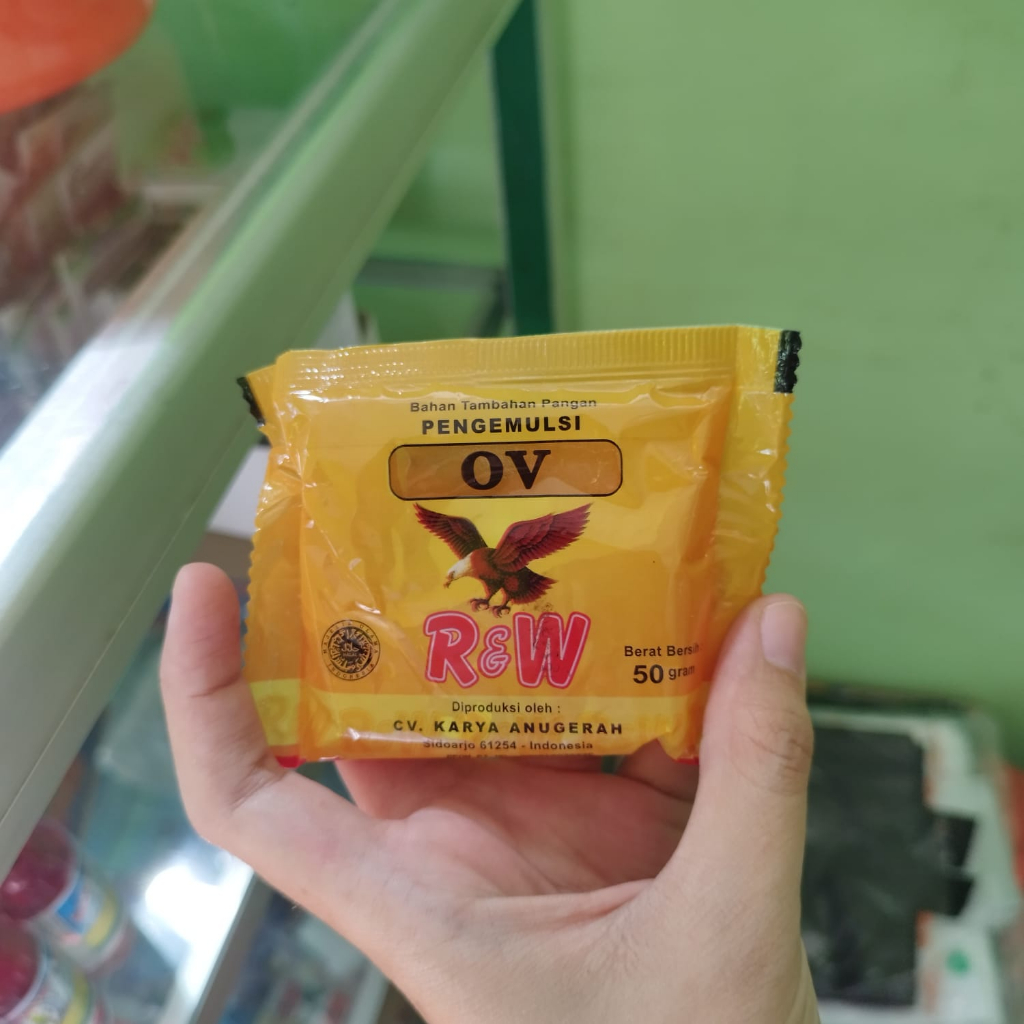 Bahan Tambahan Pangan
PENGEMULSI
OV
R&W
Berat Bersih
50 gram
Diproduksi oleh :
CV. KARYA ANUGERAH
Sidoarjo 61254 - Indonesia